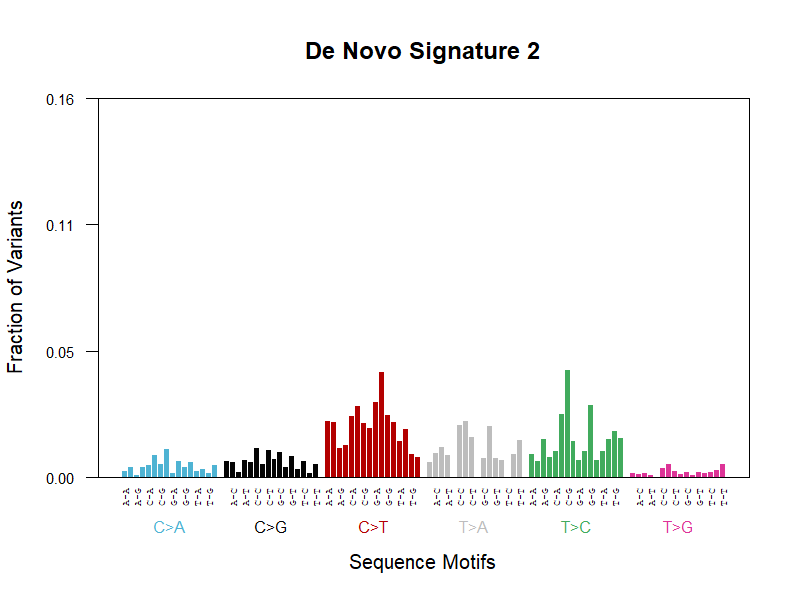 De Novo Signature 2
0.16
0.11
0.05
0.00
Fraction of Variants
A-A A-G C-A C-G G-A G-G T-A T-G A-C A-T C-C C-T G-C G-T T-C T-T A-A A-G C-A C-G G-A G-G T-A T-G A-C A-T C-C C-T G-C G-T T-C T-T A-A A-G C-A C-G G-A G-G T-A T-G A-C A-T C-C C-T G-C G-T T-C T-T
C>A C>G C>T T>A T>C T>G
Sequence Motifs